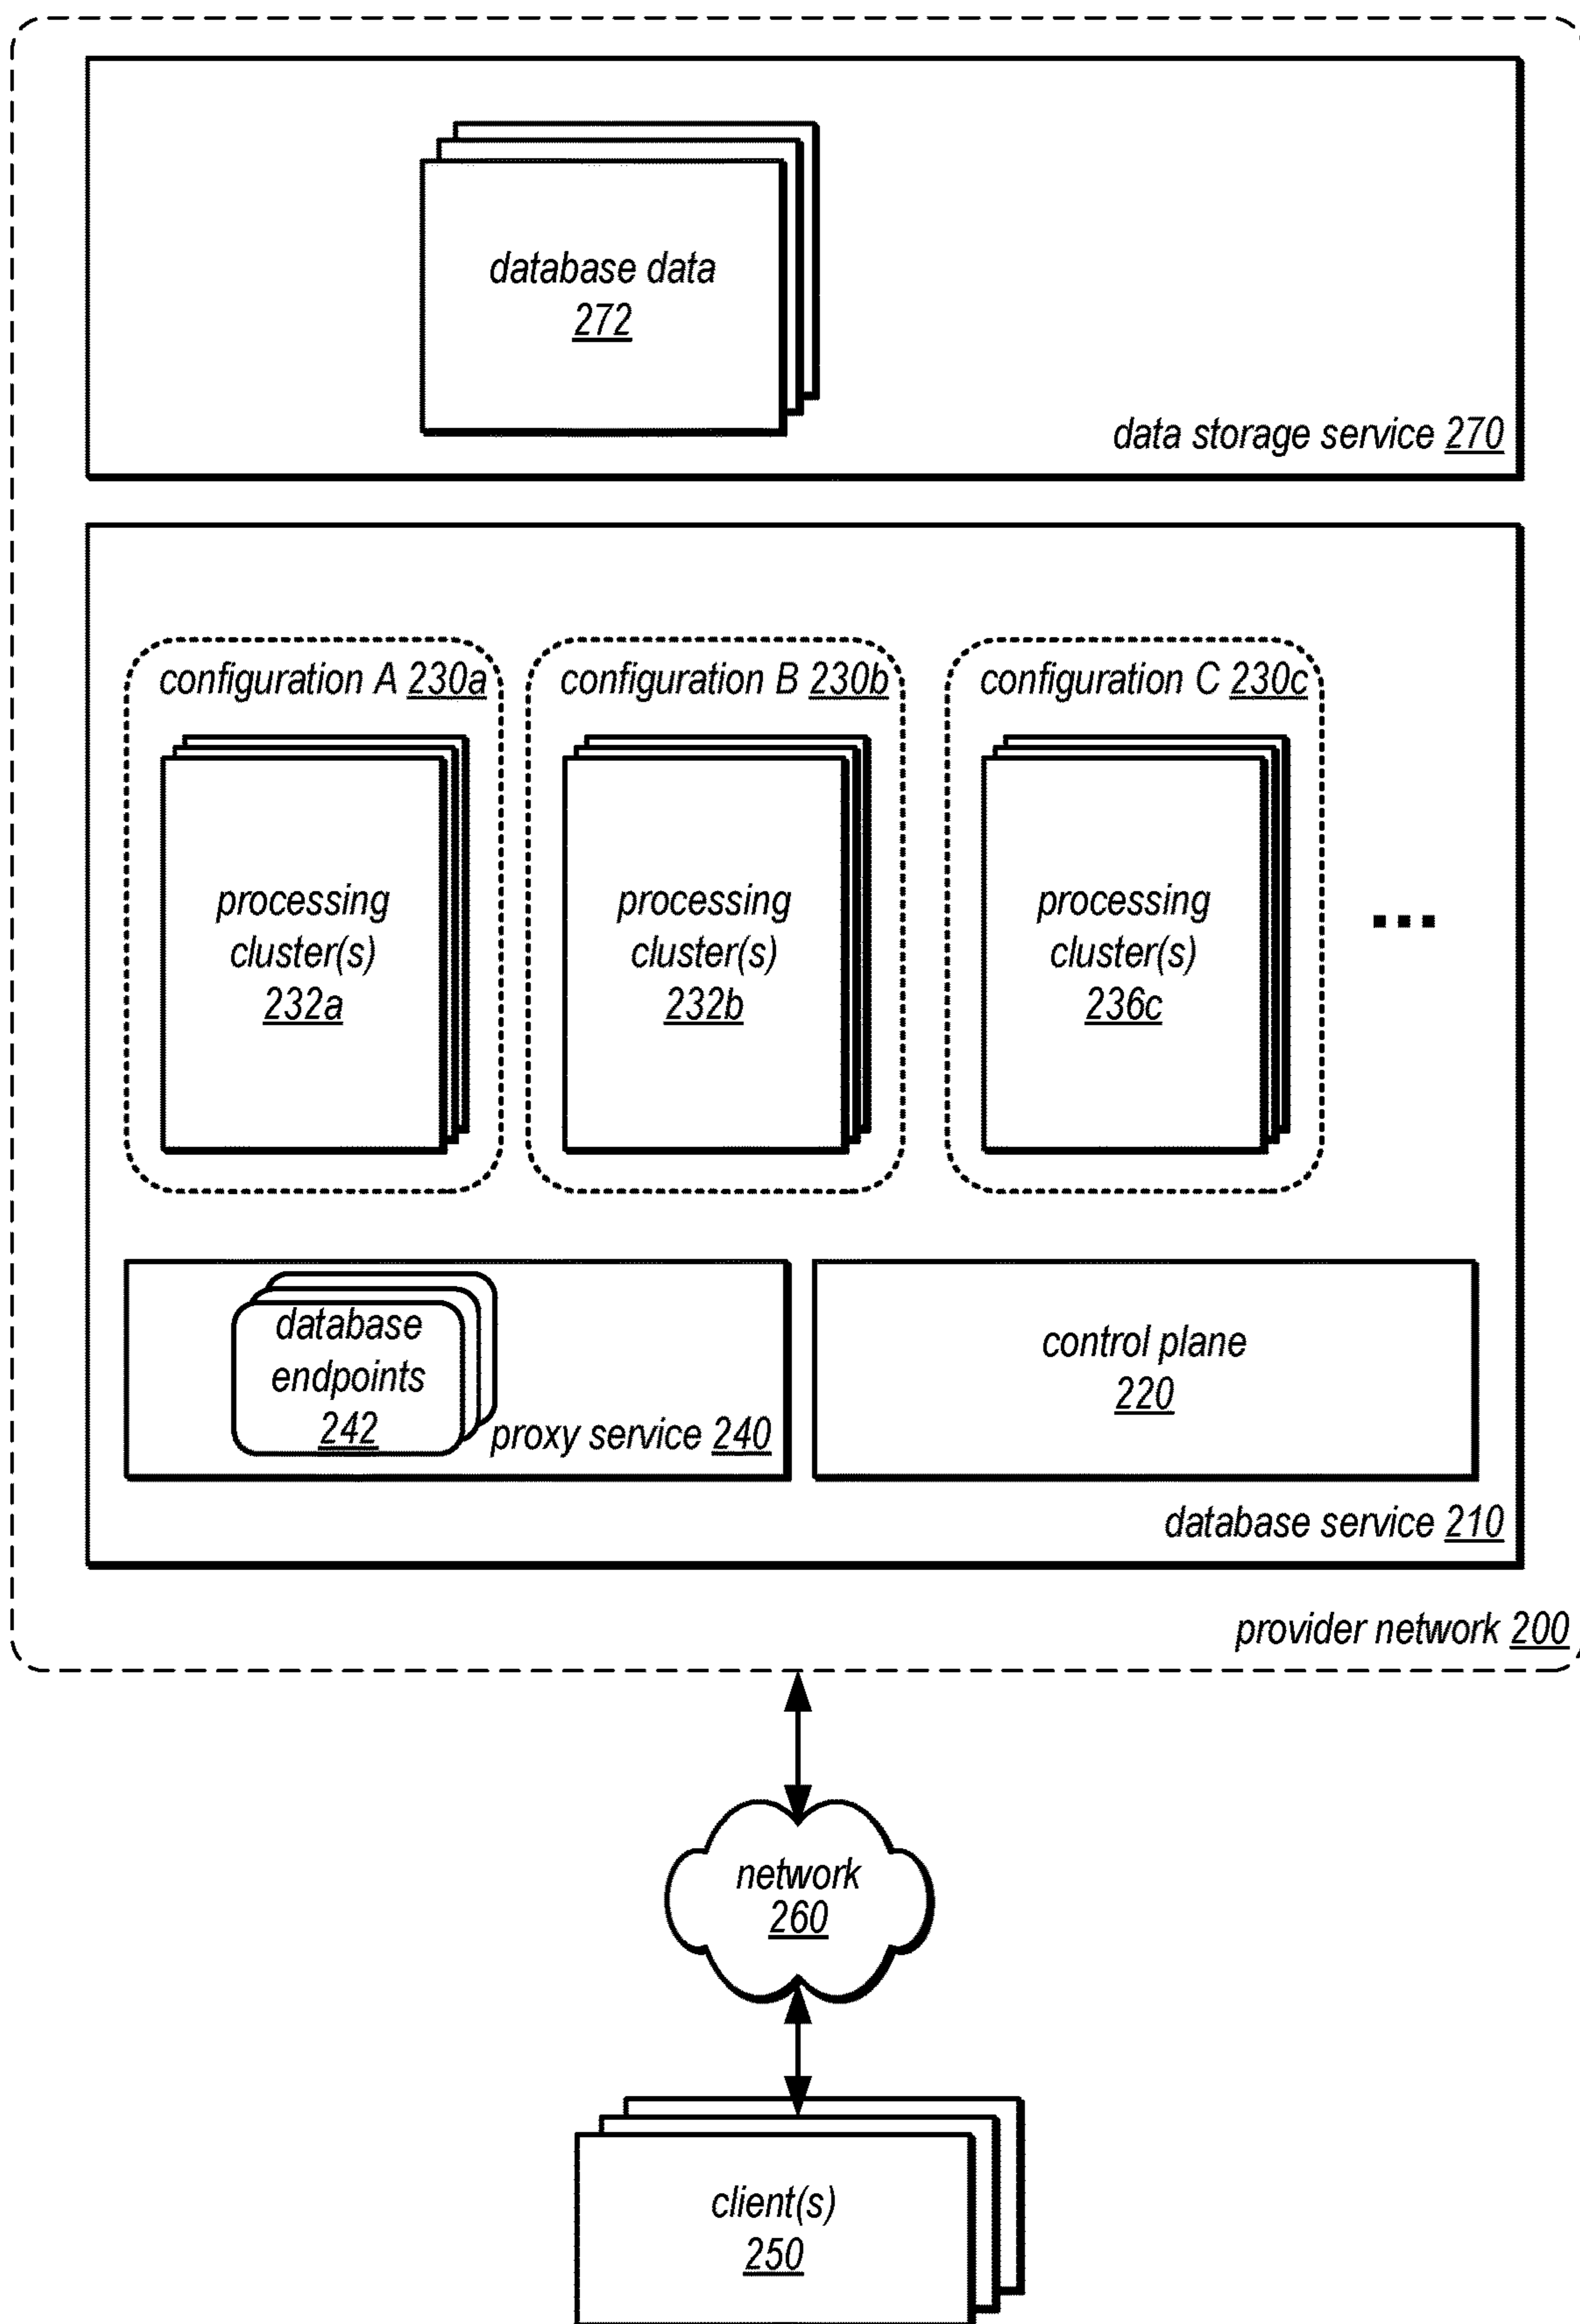 database data
272
data storage service 270
configuration A 230a
processing
cluster(s)
232a
configuration B 230b
processing
cluster(s)
232b
configuration C 230c
processing
cluster(s)
236c
...
database
endpoints
242
proxy service 240
control plane
220
database service 210
provider network 200
network
260
client(s)
250